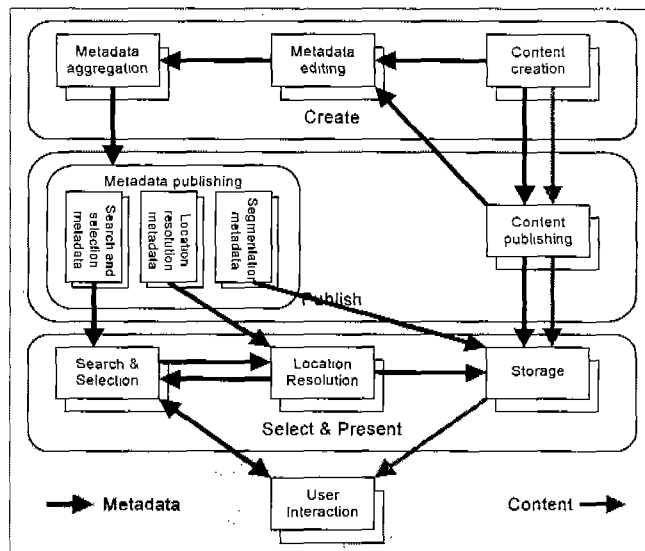 Metadata
aggregation
Metadata
editing
Content
creation
Create
Metadata publishing
Search and
selection
metadata
Location
resolution
metadata
Segmentation
metadata
Content
publishing
Publish
Search &
Selection
Location
Resolution
Storage
Select & Present
User
Interaction
Metadata
Content